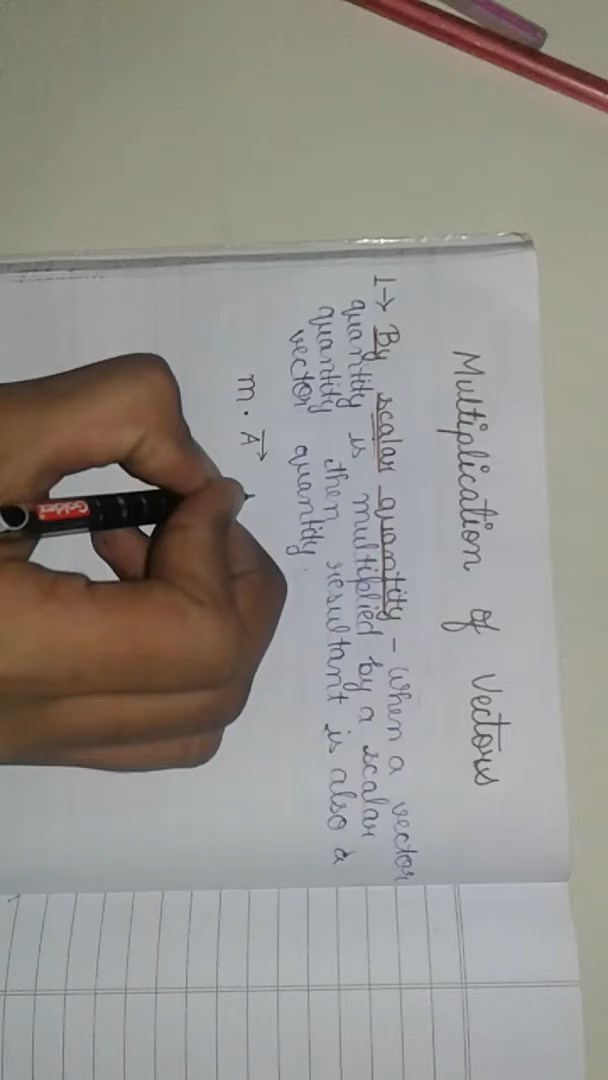 Multiplication of Vectors
1→ By scalar quantity - When a vector
quantity is multiplied by a scalar
quantity then resultant is also a
vector quantity.
m . A→
Goldex